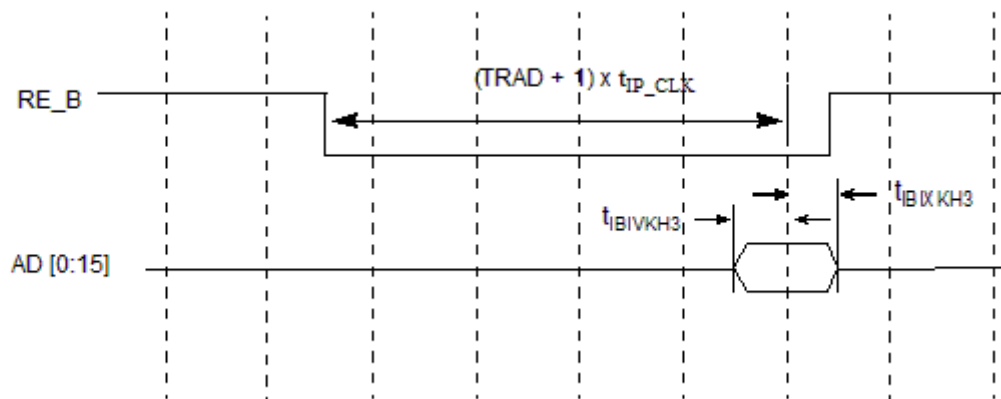 (TRAD + 1) x tIP_CLK
RE_B
tIBIVKH3
tIBIXKH3
AD [0:15]